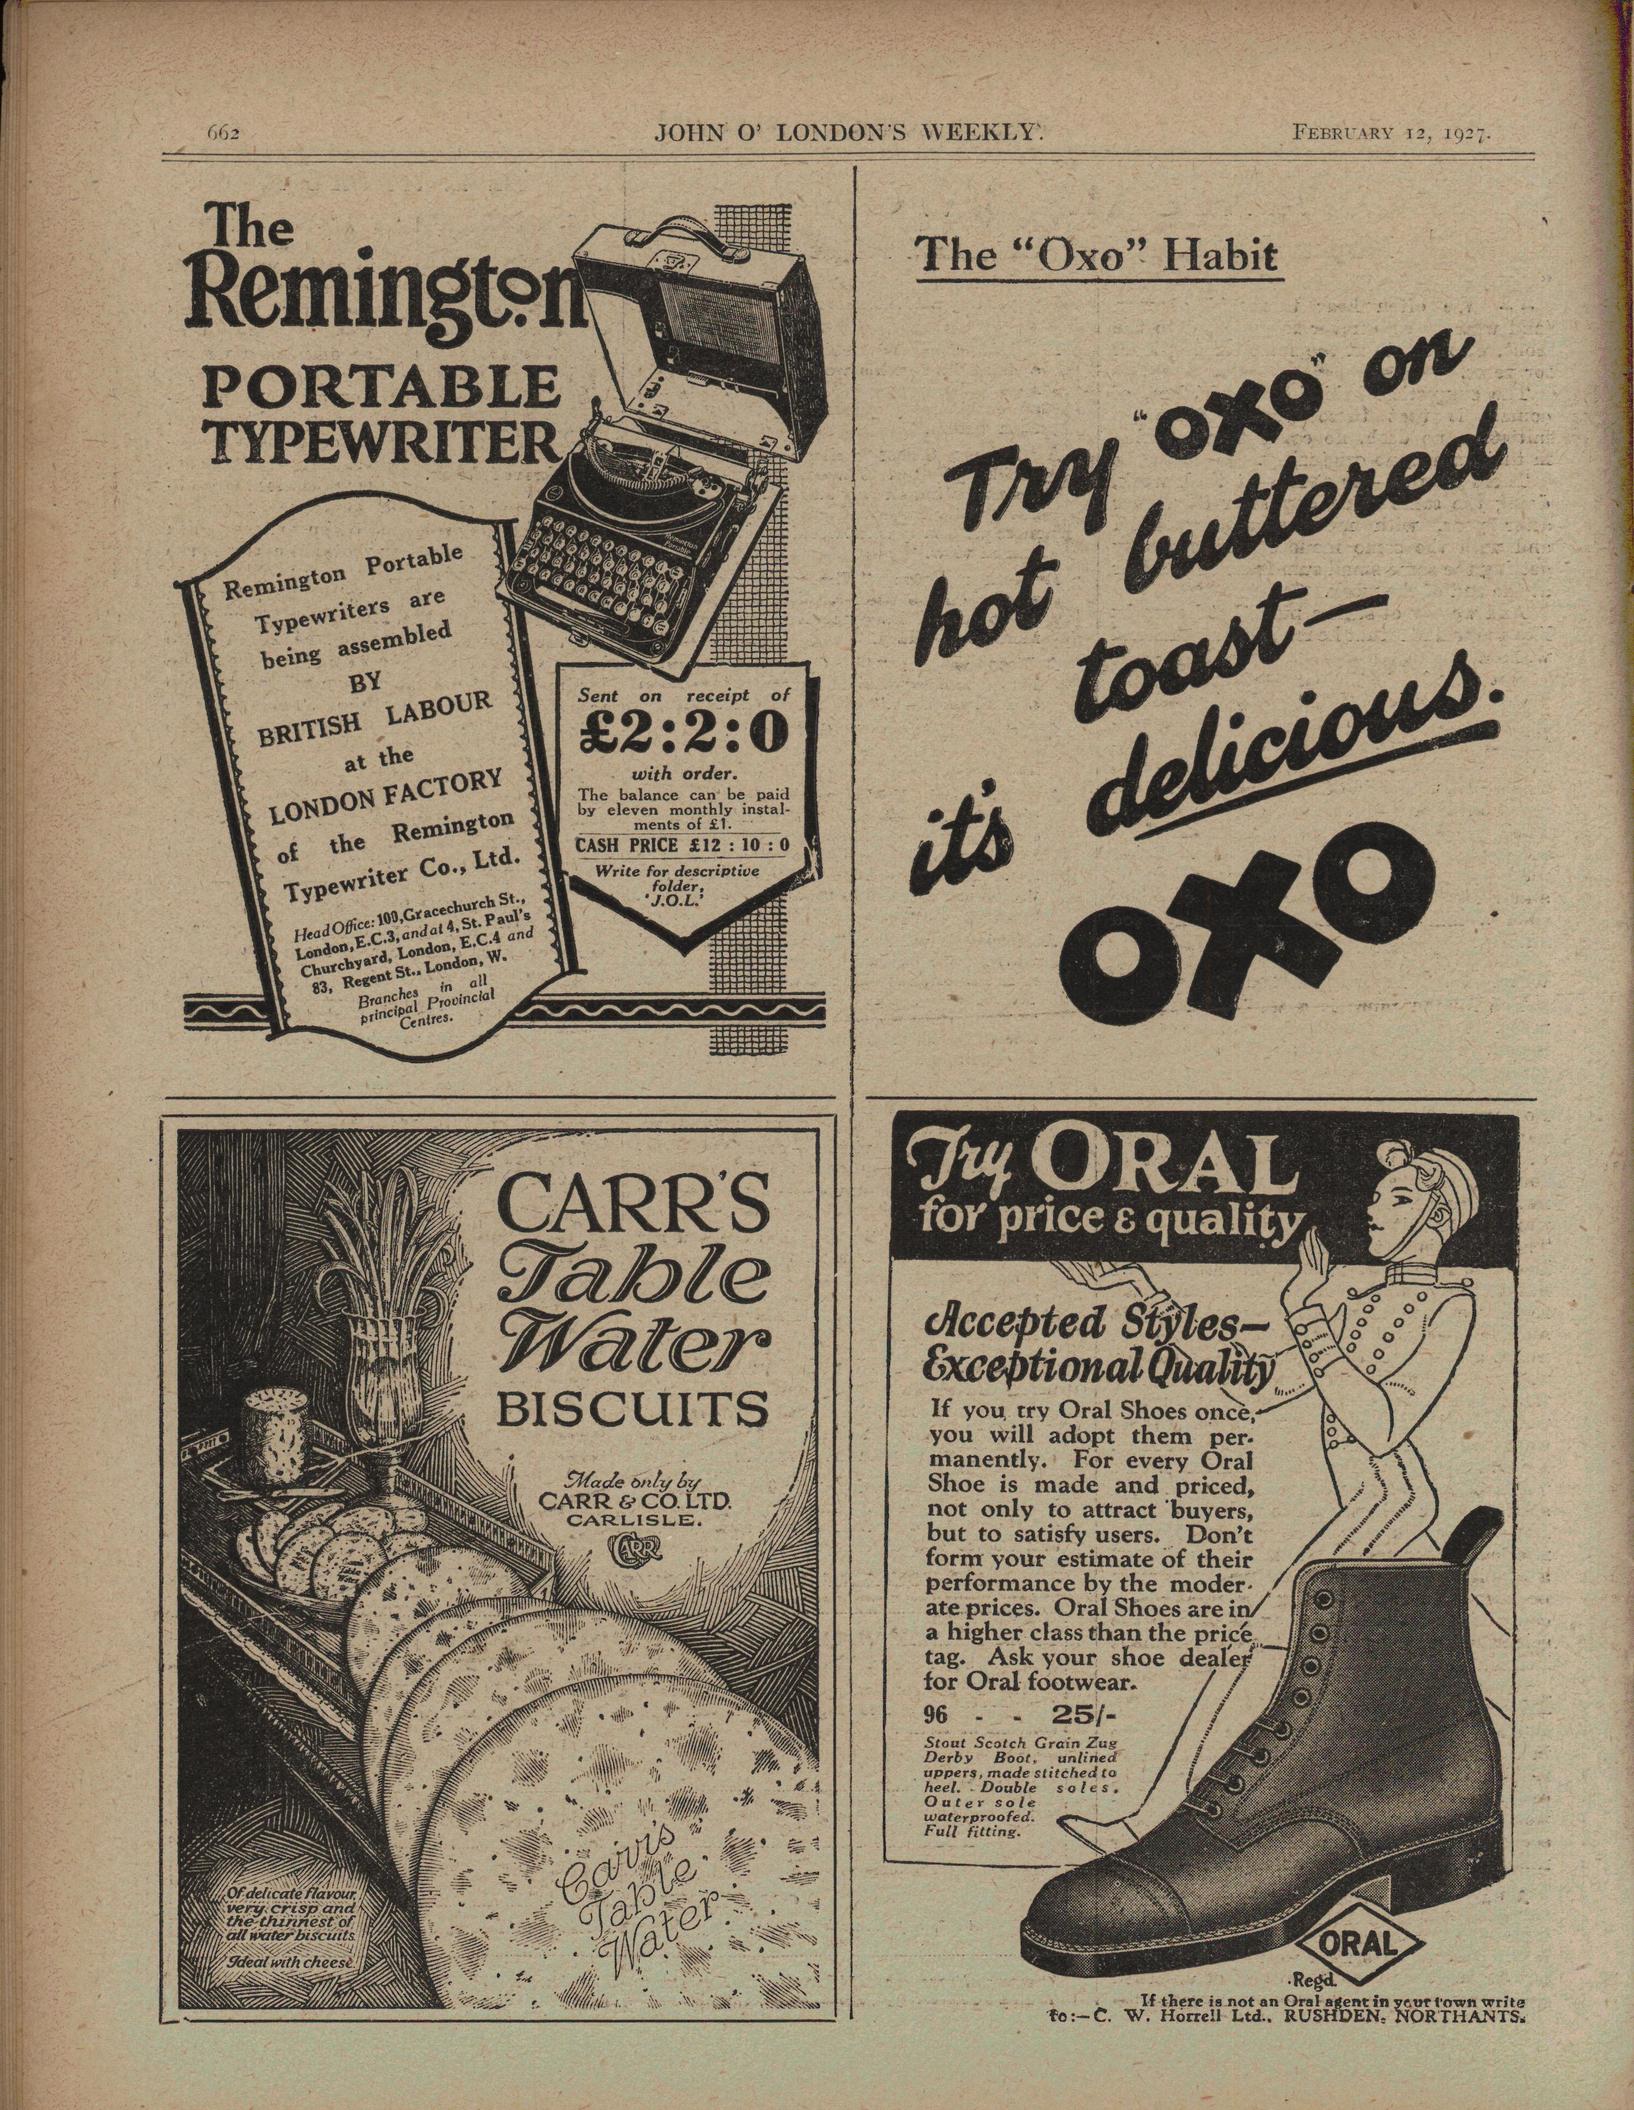 662
JOHN O' LONDON'S WEEKLY.
FEBRUARY 12, 1927.
The
Remington
PORTABLE
TYPEWRITER
Remington Portable
Remington Portable
Typewriters are
being assembled
BY
BRITISH LABOUR
at the
LONDON FACTORY
of the Remington
Typewriter Co., Ltd.
Head Office: 100, Gracechurch St.,
London, E.C.3, and at 4, St. Paul's
Churchyard, London, E.C.4 and
83, Regent St., London, W.
Branches in all
principal Provincial
Centres.
Sent on receipt of
£2:2:0
with order.
The balance can be paid
by eleven monthly instal-
ments of £1.
CASH PRICE £12 : 10 : 0
Write for descriptive
folder,
'J.O.L.'
The "Oxo" Habit
Try "OXO" on
hot buttered
toast—
it's delicious.
OXO
CARR'S
Table
Water
BISCUITS
Made only by
CARR & CO. LTD.
CARLISLE.
CARR
Table
Water
Carr's
Table
Water
Of delicate flavour,
very crisp and
the thinnest of
all water biscuits.
Ideal with cheese.
Try ORAL
for price & quality
Accepted Styles—
Exceptional Quality
If you try Oral Shoes once,
you will adopt them per-
manently. For every Oral
Shoe is made and priced,
not only to attract buyers,
but to satisfy users. Don't
form your estimate of their
performance by the moder-
ate prices. Oral Shoes are in
a higher class than the price
tag. Ask your shoe dealer
for Oral footwear.
96 - - 25/-
Stout Scotch Grain Zug
Derby Boot, unlined
uppers, made stitched to
heel. Double soles.
Outer sole
waterproofed.
Full fitting.
ORAL
Regd.
If there is not an Oral agent in your town write
to:—C. W. Horrell Ltd., RUSHDEN, NORTHANTS.